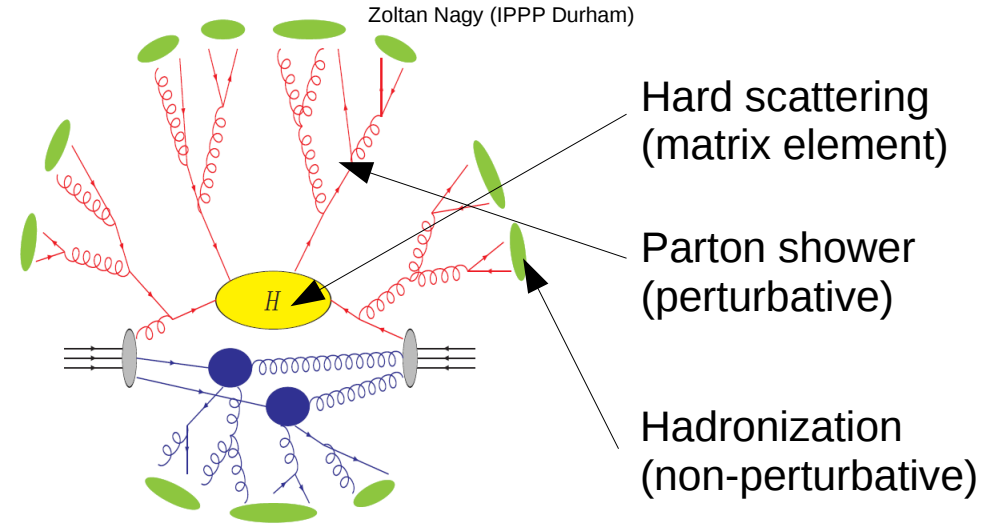 Zoltan Nagy (IPPP Durham)
Hard scattering
(matrix element)
H
Parton shower
(perturbative)
Hadronization
(non-perturbative)